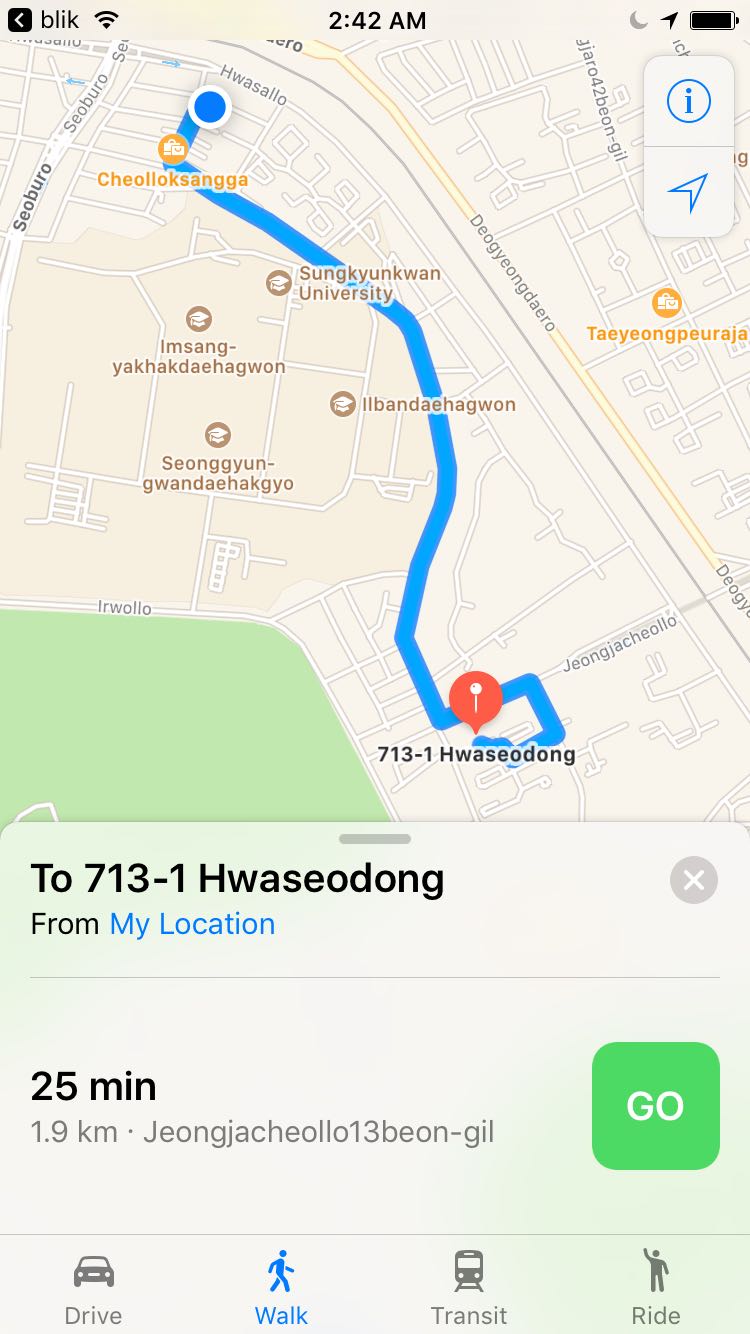 blik
2:42 AM
Hwasallo
Seoburo
Seoburo
Cheolloksangga
Deogyeongdaero
Sungkyunkwan
University
Imsang-
yakhakdaehagwon
Taeyeongpeuraja
Ilbandaehagwon
Seonggyun-
gwandaehakgyo
Irwollo
Jeongjacheollo
713-1 Hwaseodong
To 713-1 Hwaseodong
From My Location
25 min
1.9 km · Jeongjacheollo13beon-gil
GO
Drive
Walk
Transit
Ride